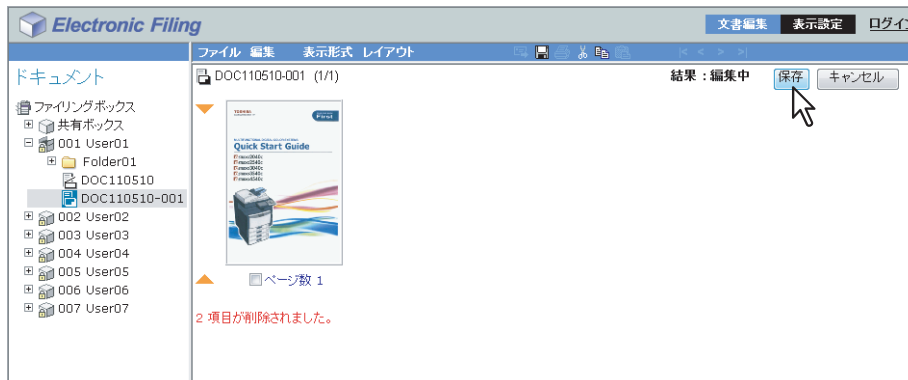 Electronic Filing
文書編集 表示設定 ログイン
ファイル 編集 表示形式 レイアウト
ドキュメント
DOC110510-001 (1/1)
結果 :編集中 保存 キャンセル
ファイリングボックス
共有ボックス
001 User01
Folder01
DOC110510
DOC110510-001
002 User02
003 User03
004 User04
005 User05
006 User06
007 User07
TOSHIBA
First
Quick Start Guide
ページ数 1
2 項目が削除されました。